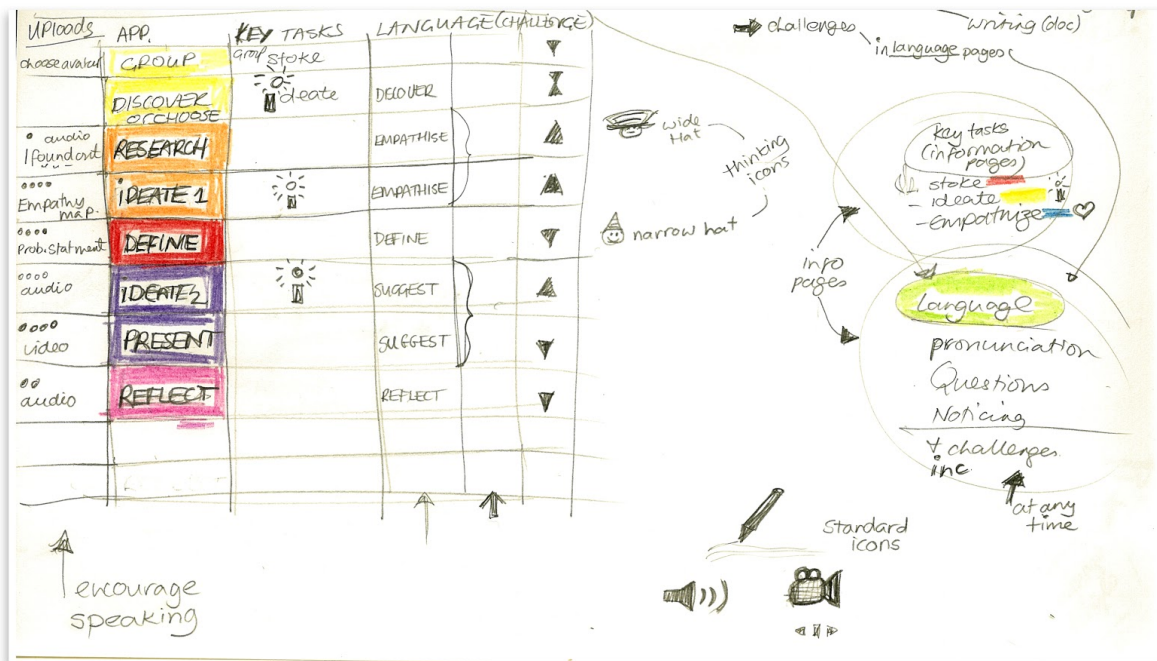 UPLOADS APP. KEY TASKS LANGUAGE (CHALLENGE)
choose avatar GROUP Group stoke
DISCOVER OR CHOOSE ideate DECOVER
audio I found out RESEARCH EMPATHISE
Empathy map. iDEATE 1 EMPATHISE
Prob. Statment DEFINE DEFINE
audio IDEATE 2 SUGGEST
video PRESENT SUGGEST
audio REFLECT REFLECT
encourage
speaking
wide
Hat
thinking
icons
narrow hat
challenges
writing (doc)
in language pages
Key tasks
(information
pages)
stoke
- ideate
- Empathize
info
pages
Language
pronunciation
Questions
Noticing
+ challenges
inc
at any
time
Standard
icons